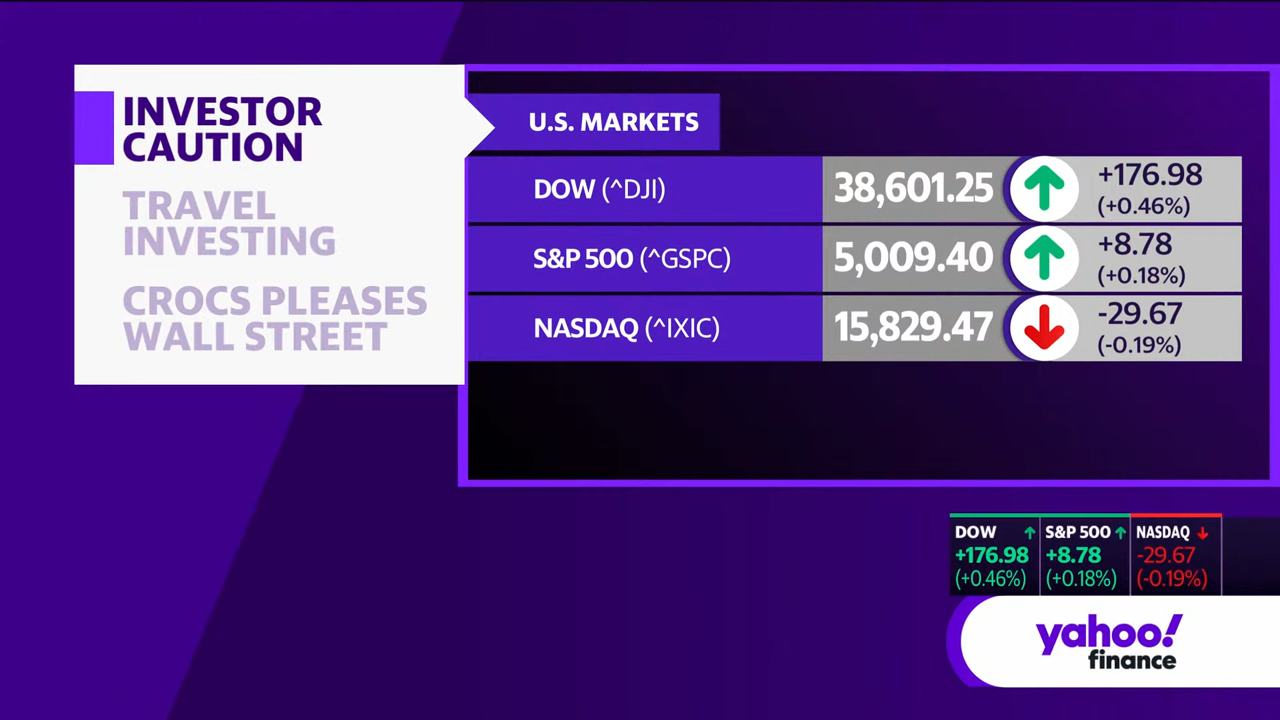 INVESTOR
CAUTION
TRAVEL
INVESTING
CROCS PLEASES
WALL STREET
U.S. MARKETS
DOW (^DJI) 38,601.25 +176.98
(+0.46%)
S&P 500 (^GSPC) 5,009.40 +8.78
(+0.18%)
NASDAQ (^IXIC) 15,829.47 -29.67
(-0.19%)
DOW S&P 500 NASDAQ
+176.98 +8.78 -29.67
(+0.46%) (+0.18%) (-0.19%)
yahoo!
finance